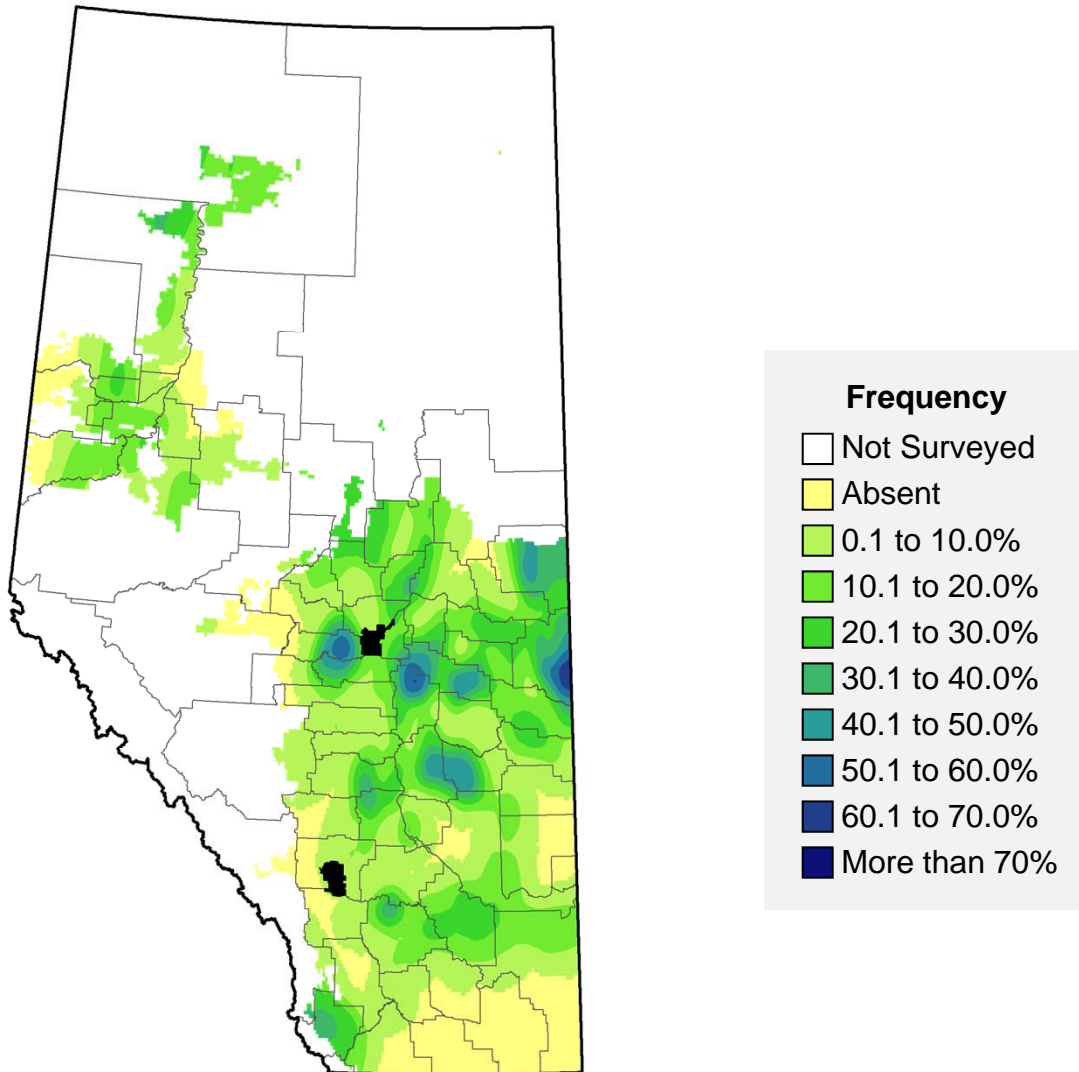 Frequency
Not Surveyed
Absent
0.1 to 10.0%
10.1 to 20.0%
20.1 to 30.0%
30.1 to 40.0%
40.1 to 50.0%
50.1 to 60.0%
60.1 to 70.0%
More than 70%